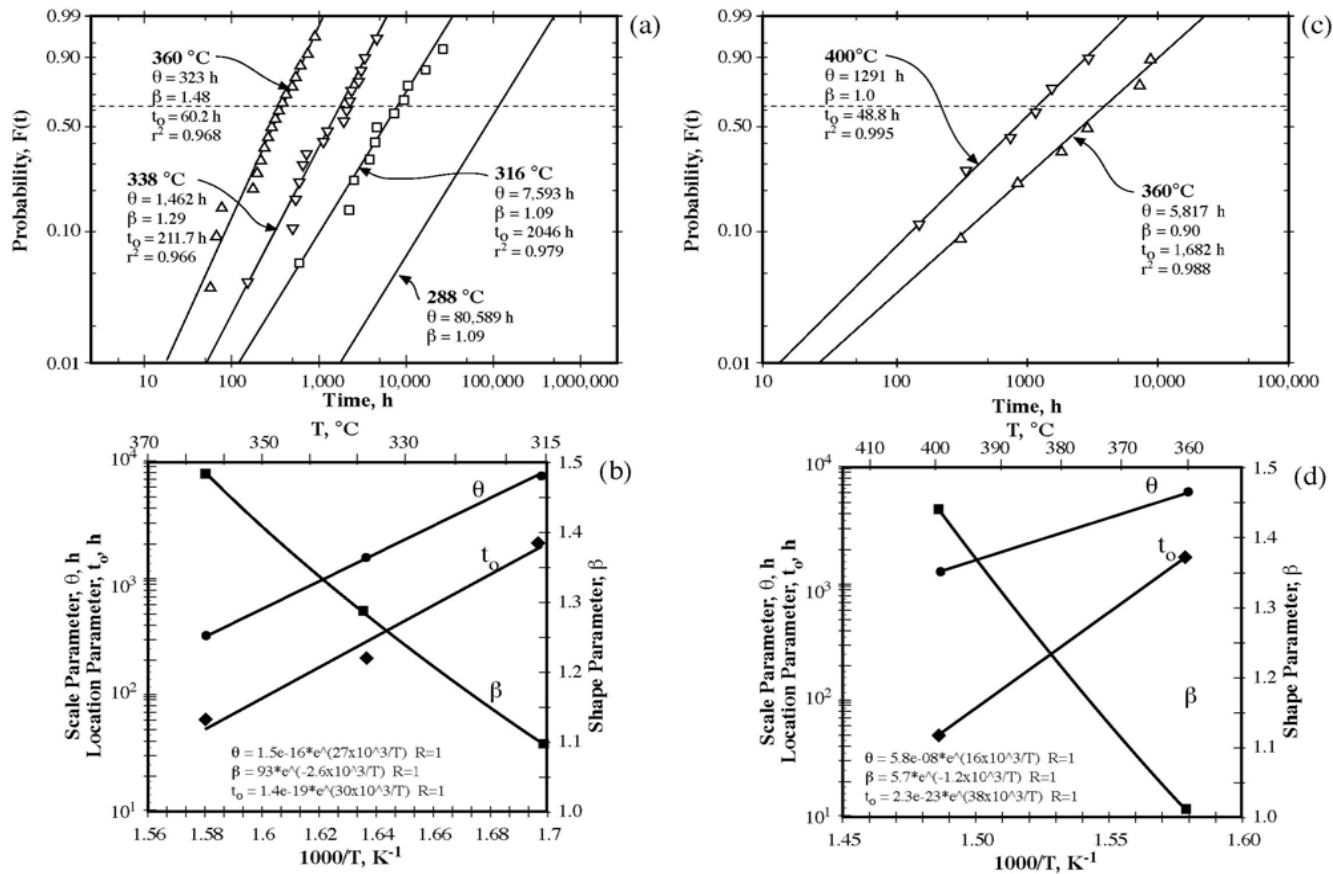 (a)
Probability, F(t)
0.99
0.90
0.50
0.10
0.01
360 °C
θ = 323 h
β = 1.48
to = 60.2 h
r2 = 0.968
338 °C
θ = 1,462 h
β = 1.29
to = 211.7 h
r2 = 0.966
316 °C
θ = 7,593 h
β = 1.09
to = 2046 h
r2 = 0.979
288 °C
θ = 80,589 h
β = 1.09
10 100 1,000 10,000 100,000 1,000,000
Time, h
(c)
Probability, F(t)
0.99
0.90
0.50
0.10
0.01
400°C
θ = 1291 h
β = 1.0
to = 48.8 h
r2 = 0.995
360°C
θ = 5,817 h
β = 0.90
to = 1,682 h
r2 = 0.988
10 100 1000 10,000 100,000
Time, h
(b)
T, °C
370 350 330 315
Scale Parameter, θ, h
Location Parameter, to, h
104
103
102
101
Shape Parameter, β
1.5
1.4
1.3
1.2
1.1
1.0
θ
to
β
θ = 1.5e-16*e^(27x10^3/T) R=1
β = 93*e^(-2.6x10^3/T) R=1
to = 1.4e-19*e^(30x10^3/T) R=1
1.56 1.58 1.6 1.62 1.64 1.66 1.68 1.7
1000/T, K-1
(d)
T, °C
410 400 390 380 370 360
Scale Parameter, θ, h
Location Parameter, to, h
104
103
102
101
Shape Parameter, β
1.5
1.4
1.3
1.2
1.1
1.0
θ
to
β
θ = 5.8e-08*e^(16x10^3/T) R=1
β = 5.7*e^(-1.2x10^3/T) R=1
to = 2.3e-23*e^(38x10^3/T) R=1
1.45 1.50 1.55 1.60
1000/T, K-1